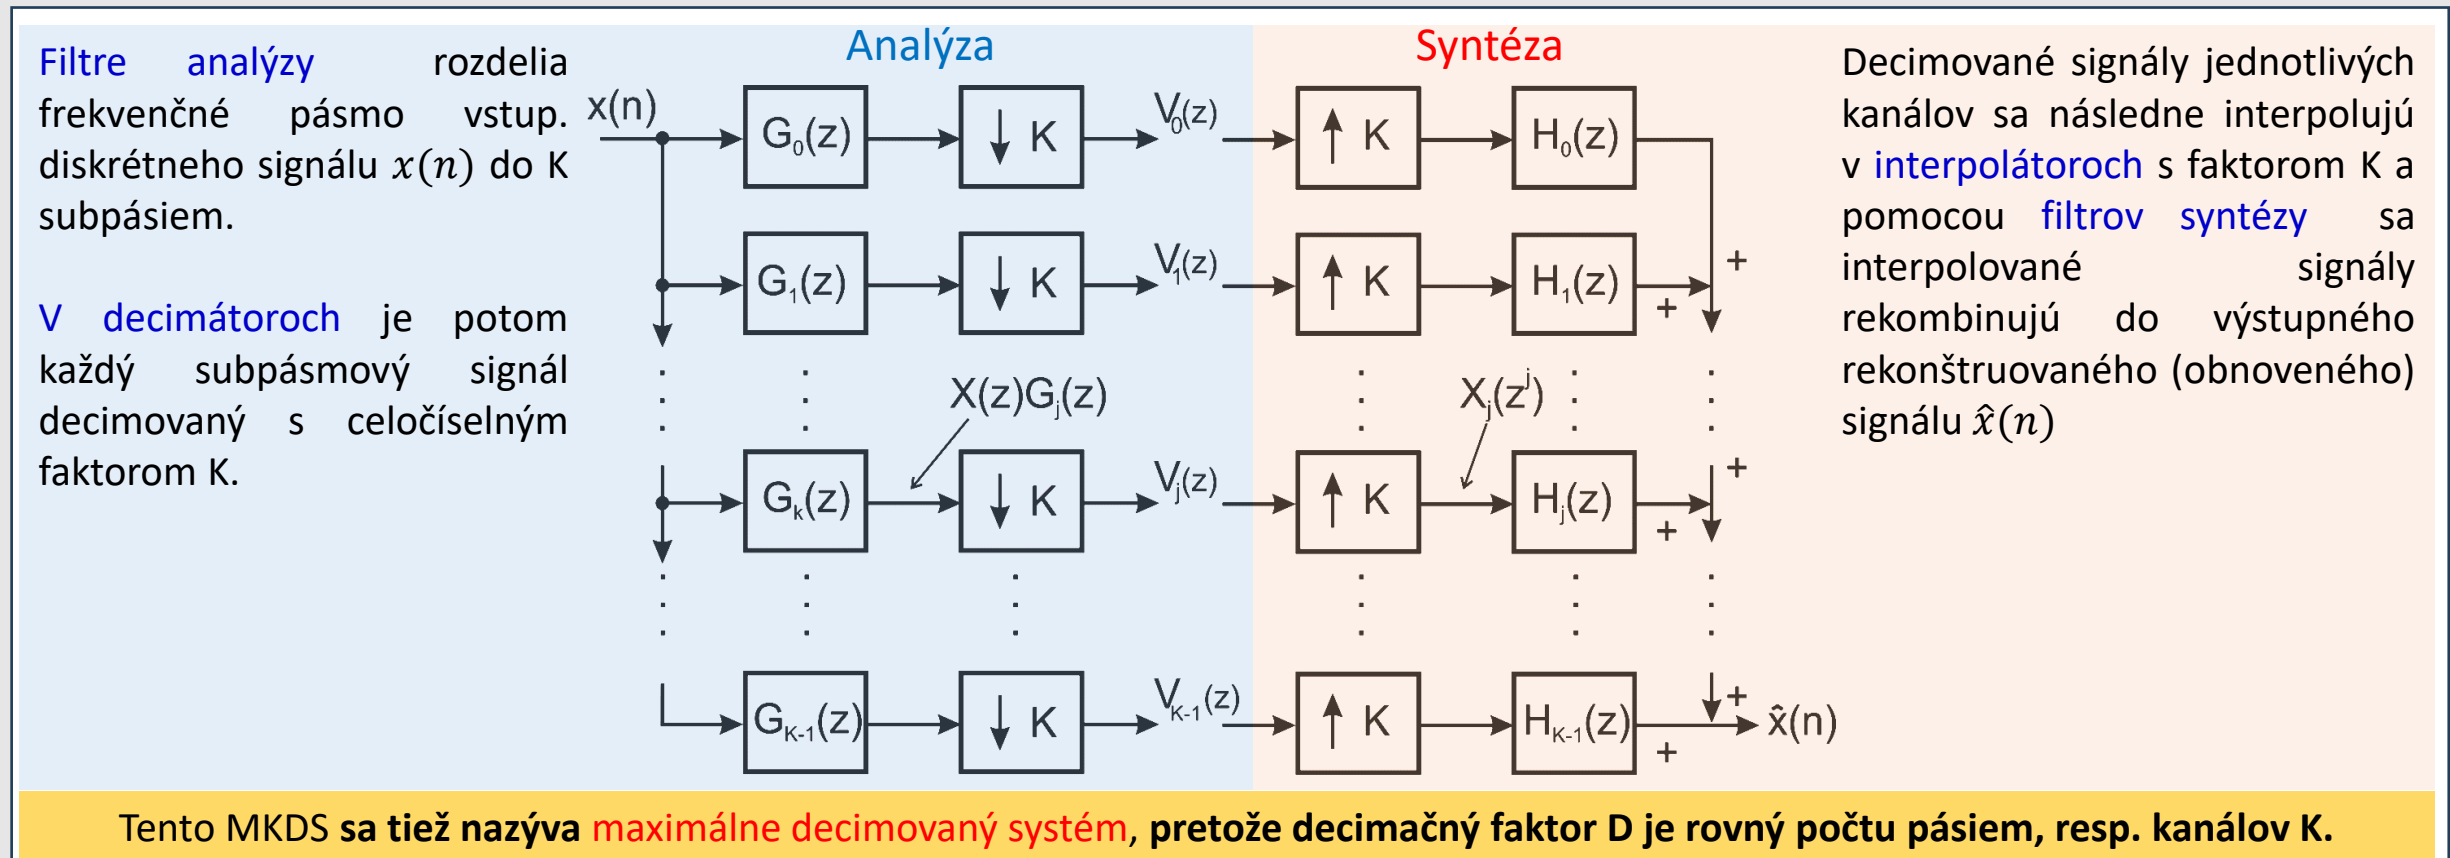 Filtre analýzy rozdelia
frekvenčné pásmo vstup.
diskrétneho signálu x(n) do K
subpásiem.
V decimátoroch je potom
každý subpásmový signál
decimovaný s celočíselným
faktorom K.
Analýza
Syntéza
x(n)
G₀(z)
↓ K
V₀(z)
↑ K
H₀(z)
G₁(z)
↓ K
V₁(z)
↑ K
H₁(z)
+
+
X(z)Gⱼ(z)
Xⱼ(zʲ)
Gₖ(z)
↓ K
Vⱼ(z)
↑ K
Hⱼ(z)
+
+
G_{K-1}(z)
↓ K
V_{K-1}(z)
↑ K
H_{K-1}(z)
+
+
x̂(n)
Decimované signály jednotlivých
kanálov sa následne interpolujú
v interpolátoroch s faktorom K a
pomocou filtrov syntézy sa
interpolované signály
rekombinujú do výstupného
rekonštruovaného (obnoveného)
signálu x̂(n)
Tento MKDS sa tiež nazýva maximálne decimovaný systém, pretože decimačný faktor D je rovný počtu pásiem, resp. kanálov K.